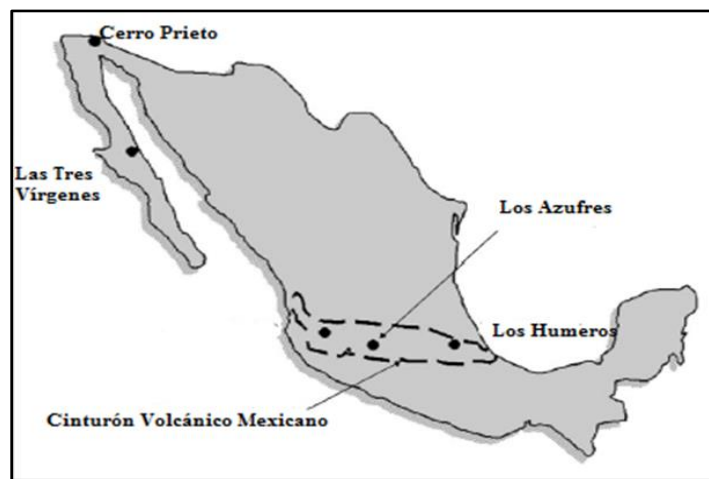 Cerro Prieto
Las Tres
Vírgenes
Los Azufres
Los Humeros
Cinturón Volcánico Mexicano